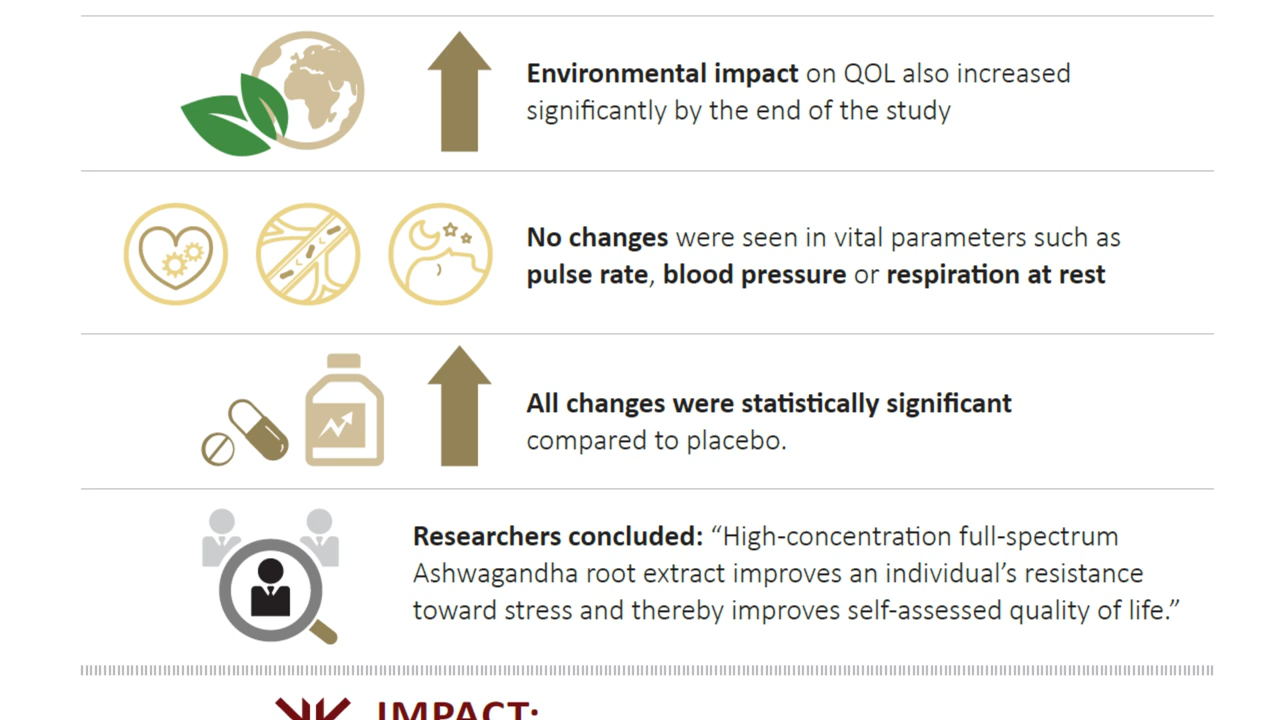 Environmental impact on QOL also increased
significantly by the end of the study
No changes were seen in vital parameters such as
pulse rate, blood pressure or respiration at rest
All changes were statistically significant
compared to placebo.
Researchers concluded: “High-concentration full-spectrum
Ashwagandha root extract improves an individual’s resistance
toward stress and thereby improves self-assessed quality of life.”
IMPACT: